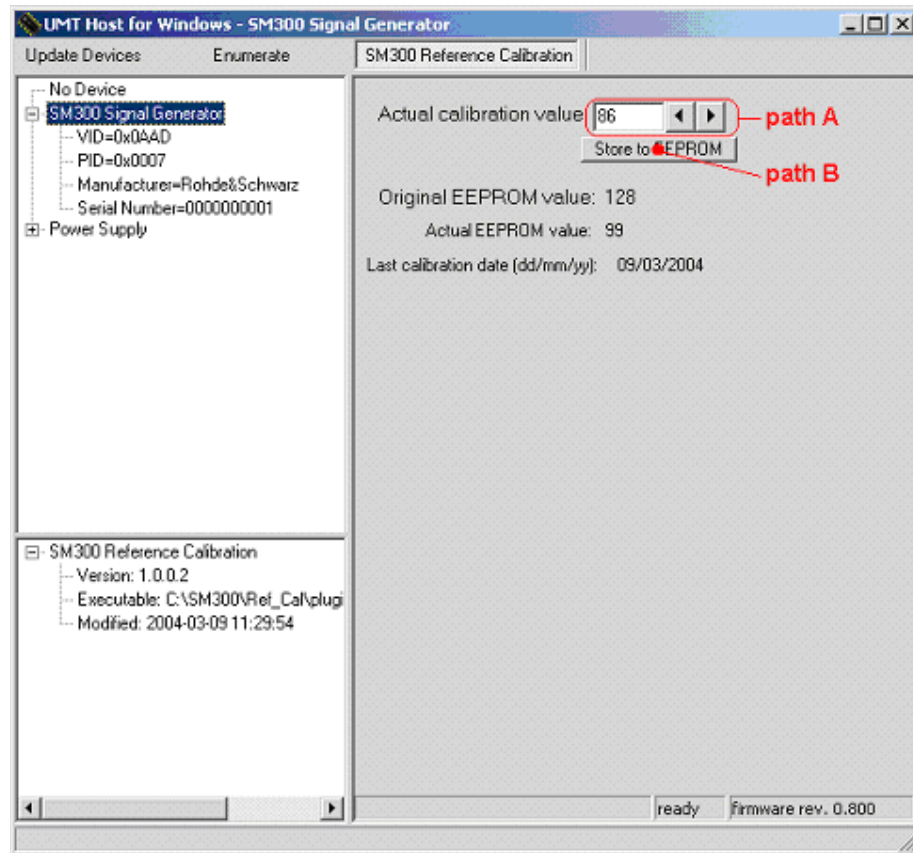 UMT Host for Windows - SM300 Signal Generator
Update Devices Enumerate SM300 Reference Calibration
No Device
SM300 Signal Generator
VID=0x0AAD
PID=0x0007
Manufacturer=Rohde&Schwarz
Serial Number=0000000001
Power Supply
Actual calibration value 86 path A
Store to EEPROM
path B
Original EEPROM value: 128
Actual EEPROM value: 99
Last calibration date (dd/mm/yy): 09/03/2004
SM300 Reference Calibration
Version: 1.0.0.2
Executable: C:\SM300\Ref_Cal\plugi
Modified: 2004-03-09 11:29:54
ready firmware rev. 0.800